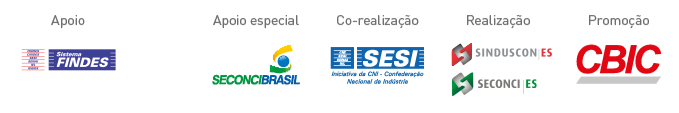 Apoio
Apoio especial
Co-realização
Realização
Promoção
Sistema
FINDES
SECONCIBRASIL
SESI
Iniciativa da CNI - Confederação
Nacional da Indústria
SINDUSCON|ES
SECONCI|ES
CBIC